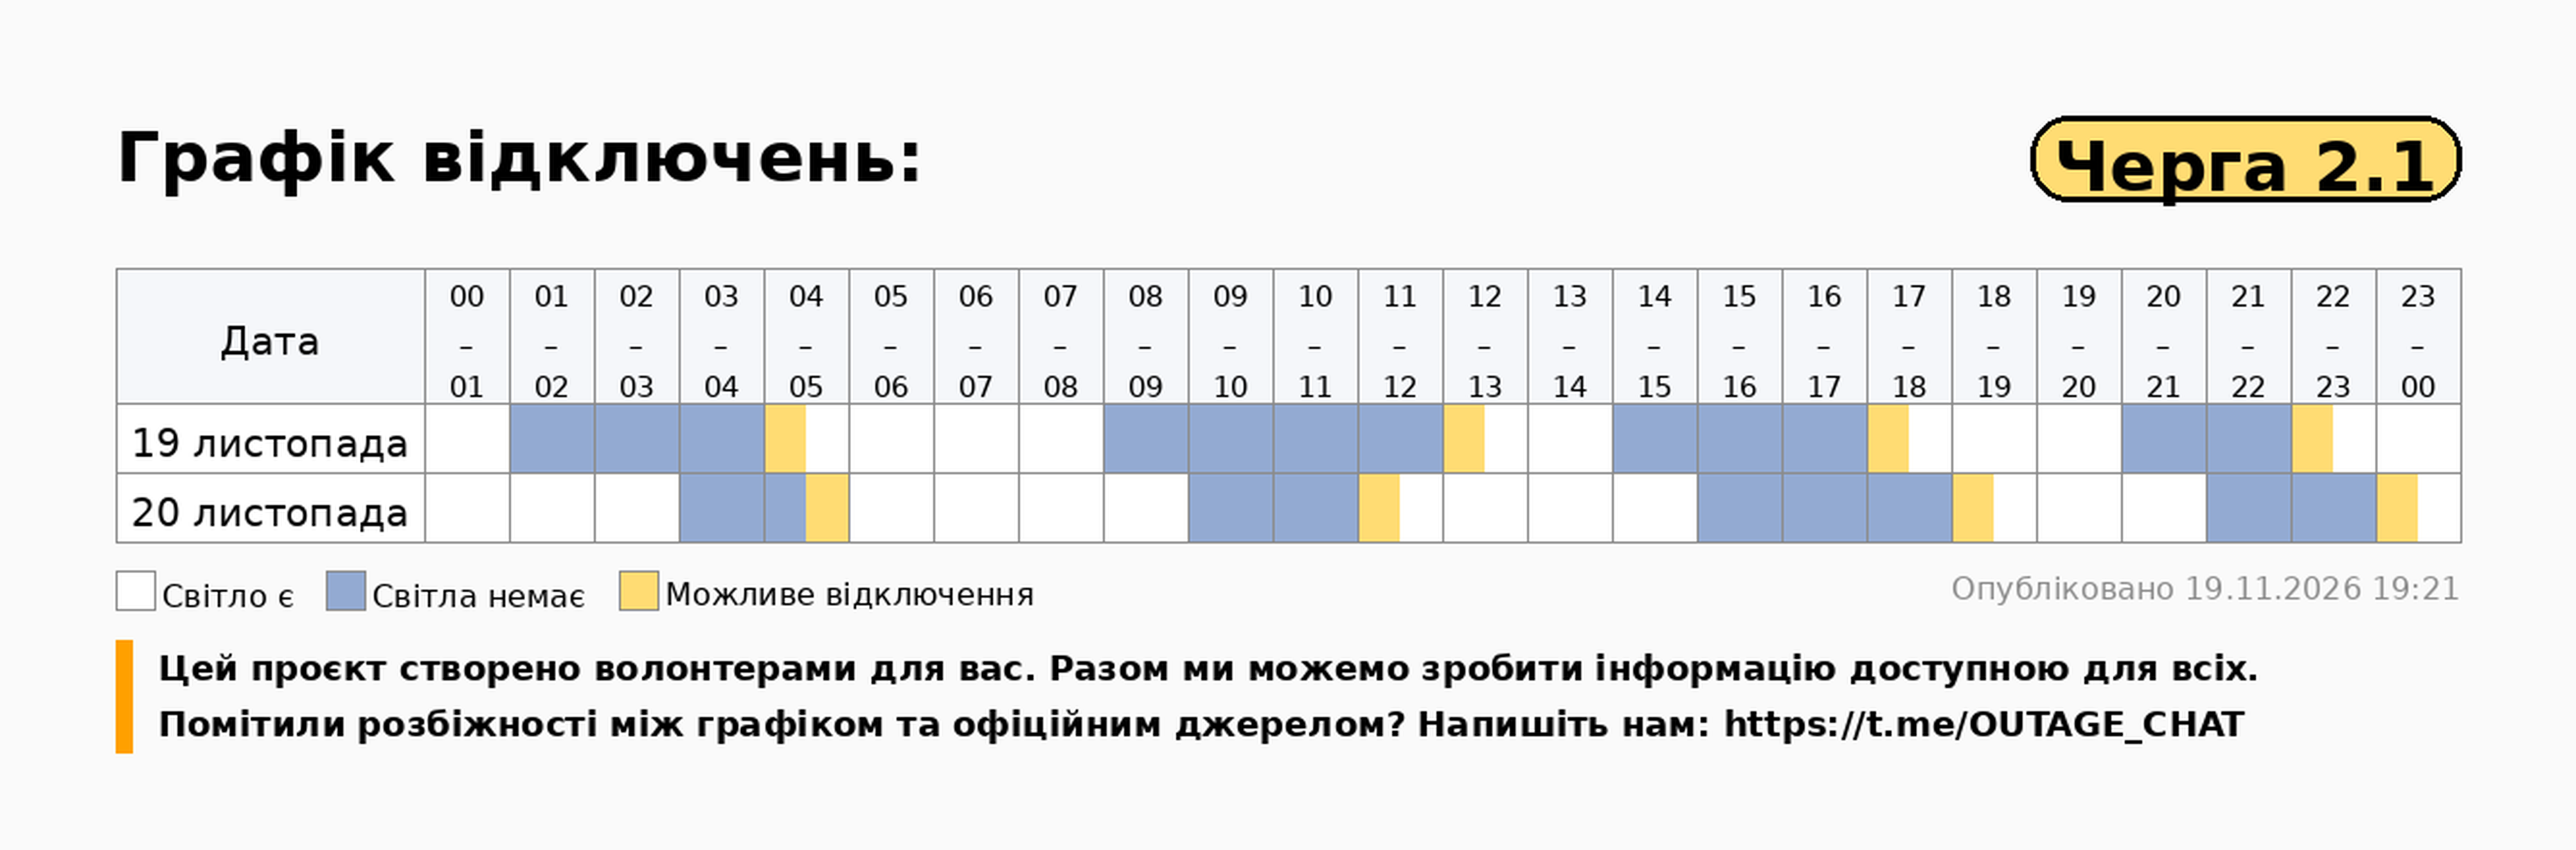 Графік відключень:
Черга 2.1
Дата 00 – 01 01 – 02 02 – 03 03 – 04 04 – 05 05 – 06 06 – 07 07 – 08 08 – 09 09 – 10 10 – 11 11 – 12 12 – 13 13 – 14 14 – 15 15 – 16 16 – 17 17 – 18 18 – 19 19 – 20 20 – 21 21 – 22 22 – 23 23 – 00
19 листопада
20 листопада
Світло є Світла немає Можливе відключення
Опубліковано 19.11.2026 19:21
Цей проєкт створено волонтерами для вас. Разом ми можемо зробити інформацію доступною для всіх.
Помітили розбіжності між графіком та офіційним джерелом? Напишіть нам: https://t.me/OUTAGE_CHAT